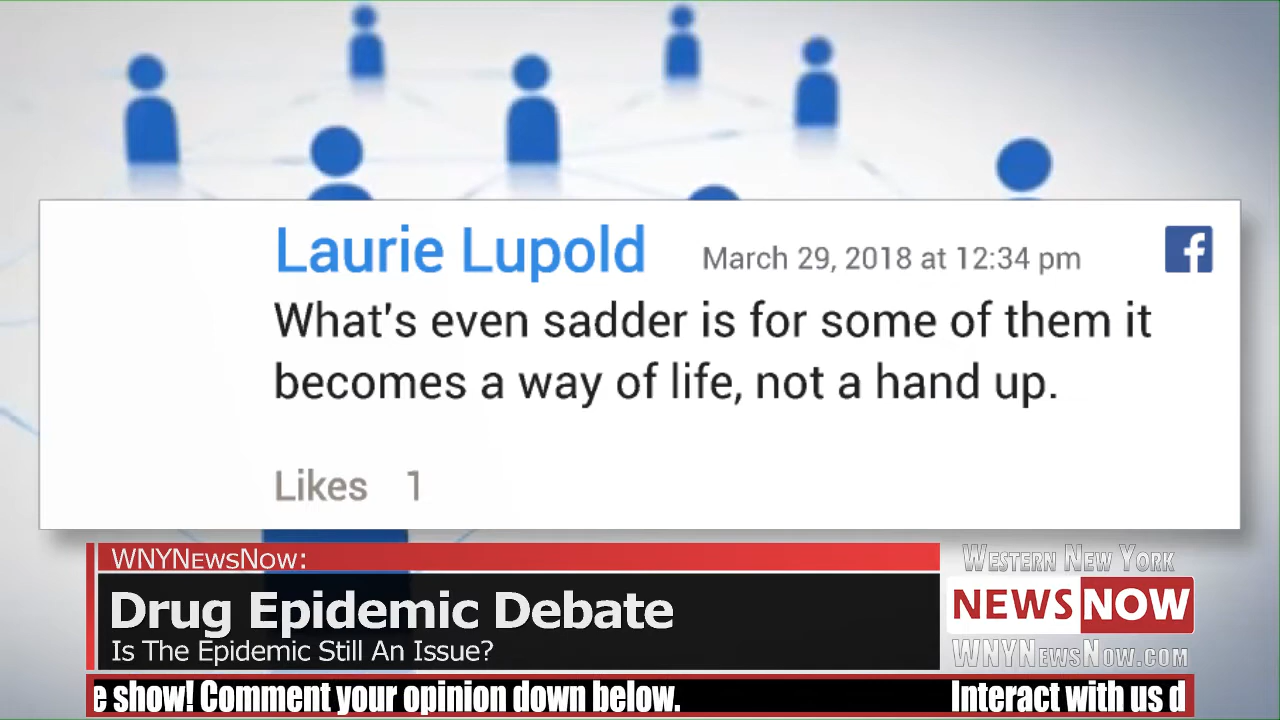 Laurie Lupold March 29, 2018 at 12:34 pm f
What's even sadder is for some of them it
becomes a way of life, not a hand up.
Likes 1
WNYNewsNow:
Drug Epidemic Debate
Is The Epidemic Still An Issue?
Western New York
NEWS NOW
WNYNewsNow.com
e show! Comment your opinion down below. Interact with us d